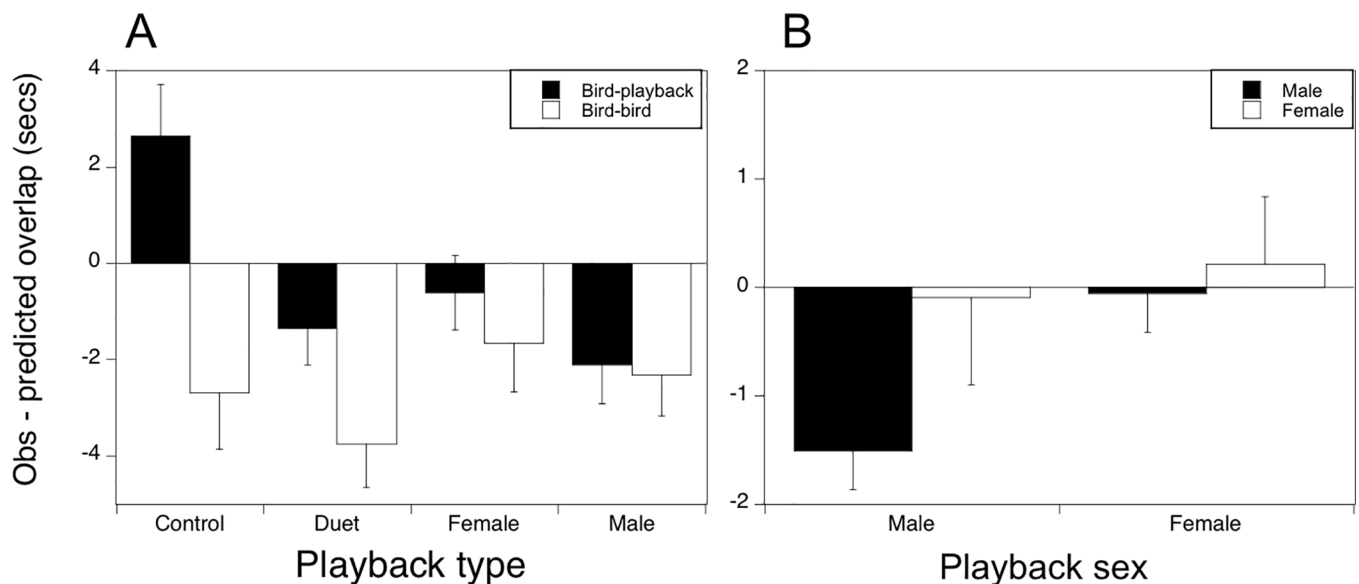 A
Obs - predicted overlap (secs)
4
2
0
-2
-4
Bird-playback
Bird-bird
Control Duet Female Male
Playback type
B
2
1
0
-1
-2
Male
Female
Male Female
Playback sex